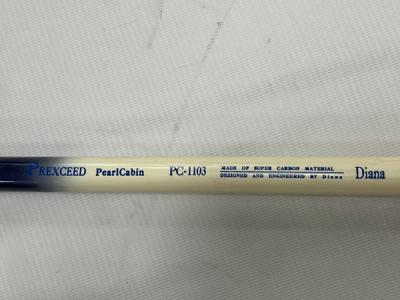 PREXCEED PearlCabin PC-1103 MADE OF SUPER CARBON MATERIAL
DESIGNED AND ENGINEERED BY Diana
Diana